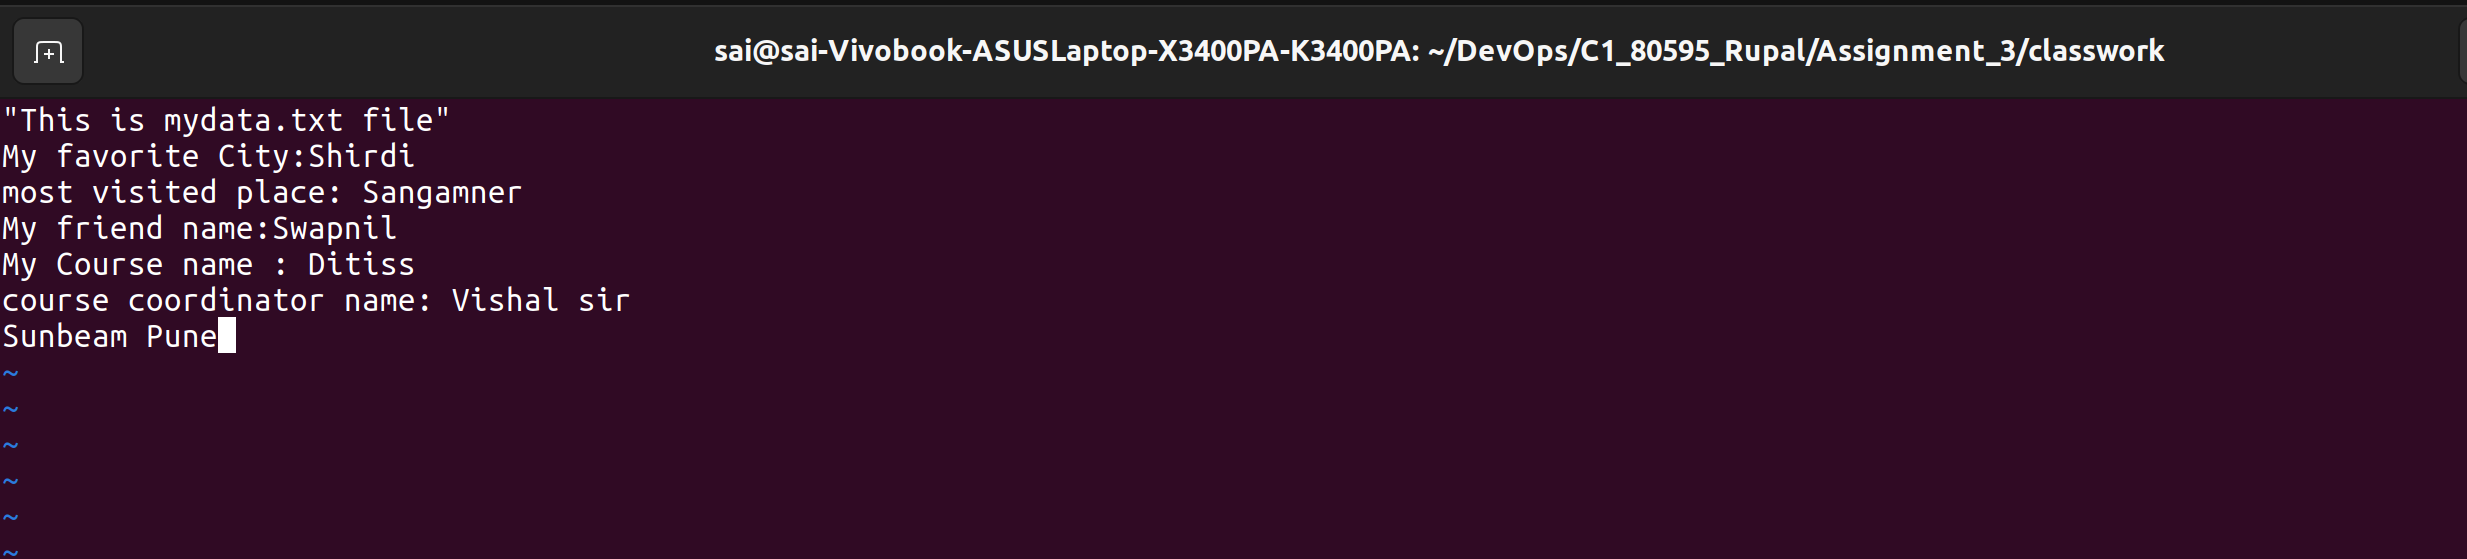 sai@sai-Vivobook-ASUSLaptop-X3400PA-K3400PA: ~/DevOps/C1_80595_Rupal/Assignment_3/classwork
"This is mydata.txt file"
My favorite City:Shirdi
most visited place: Sangamner
My friend name:Swapnil
My Course name : Ditiss
course coordinator name: Vishal sir
Sunbeam Pune
~
~
~
~
~
~